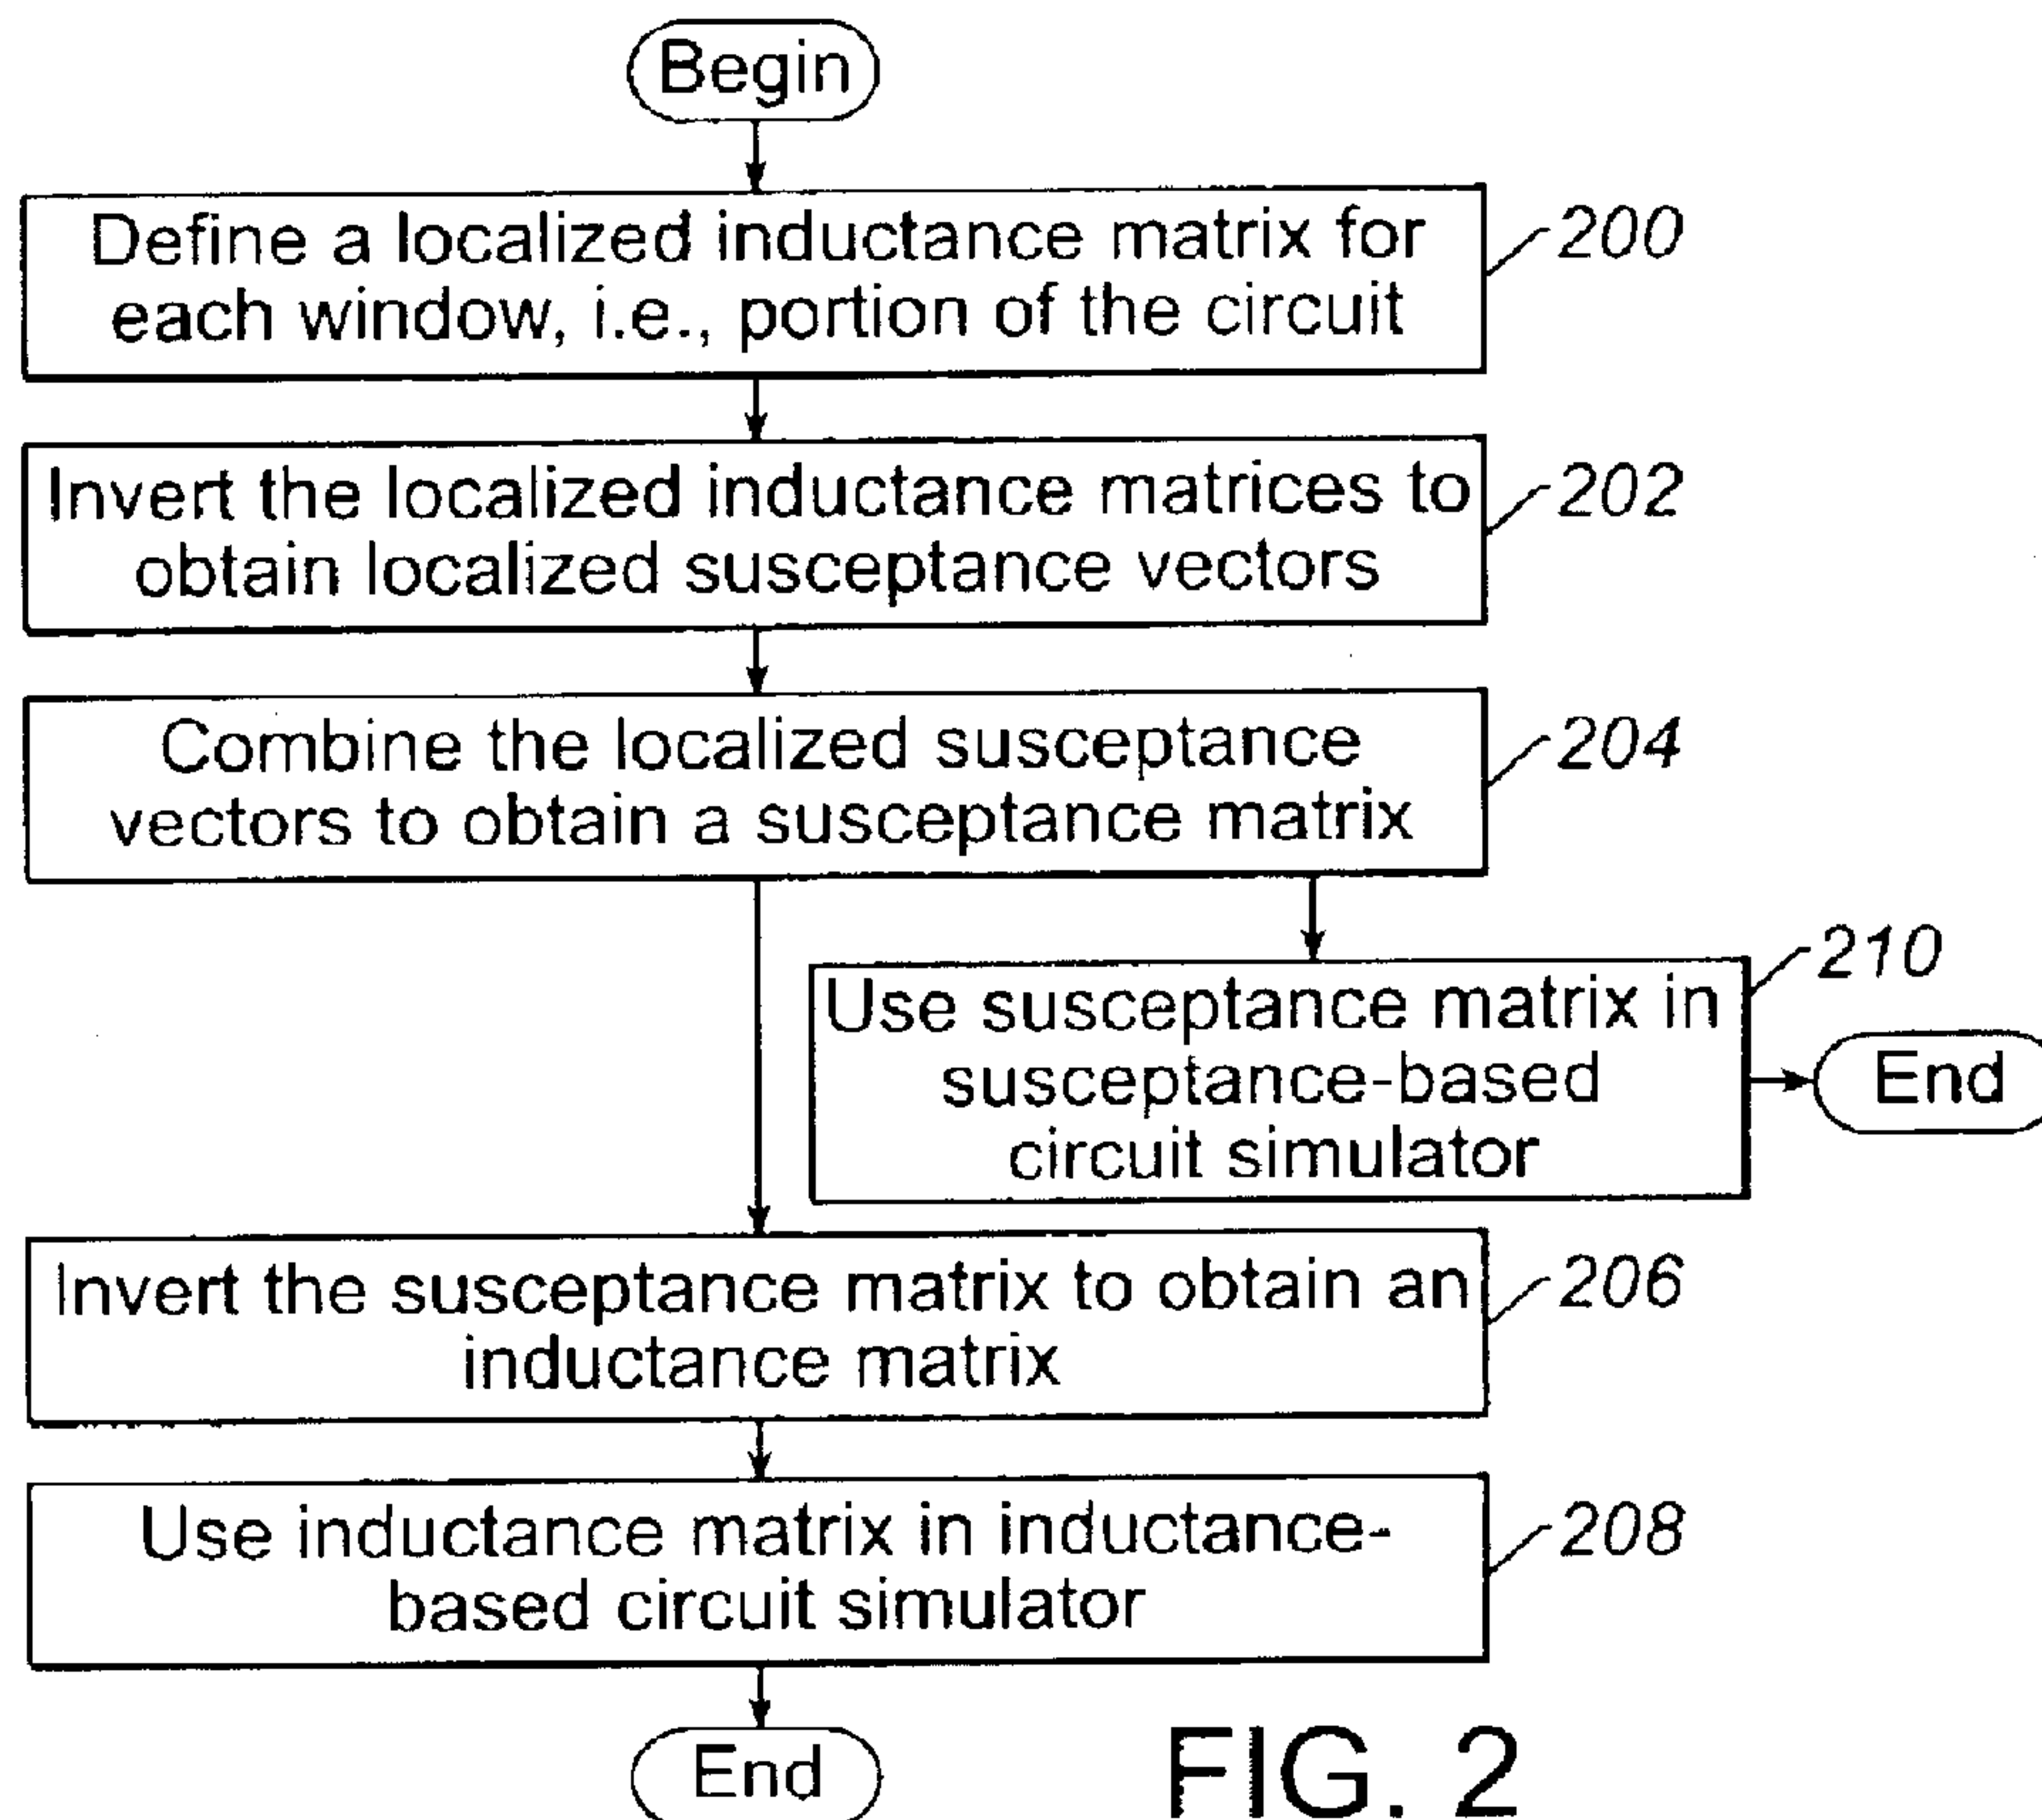 Begin
Define a localized inductance matrix for
each window, i.e., portion of the circuit
200
Invert the localized inductance matrices to
obtain localized susceptance vectors
202
Combine the localized susceptance
vectors to obtain a susceptance matrix
204
210
Use susceptance matrix in
susceptance-based
circuit simulator
End
Invert the susceptance matrix to obtain an
inductance matrix
206
Use inductance matrix in inductance-
based circuit simulator
208
End
FIG. 2